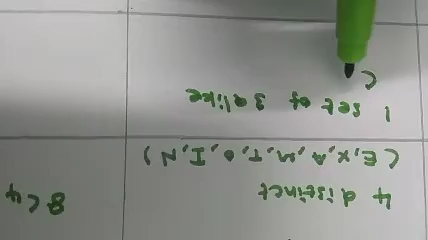 4 distinct
(E, X, A, M, T, O, I, N)
8C4
1 set of 3 alike
C